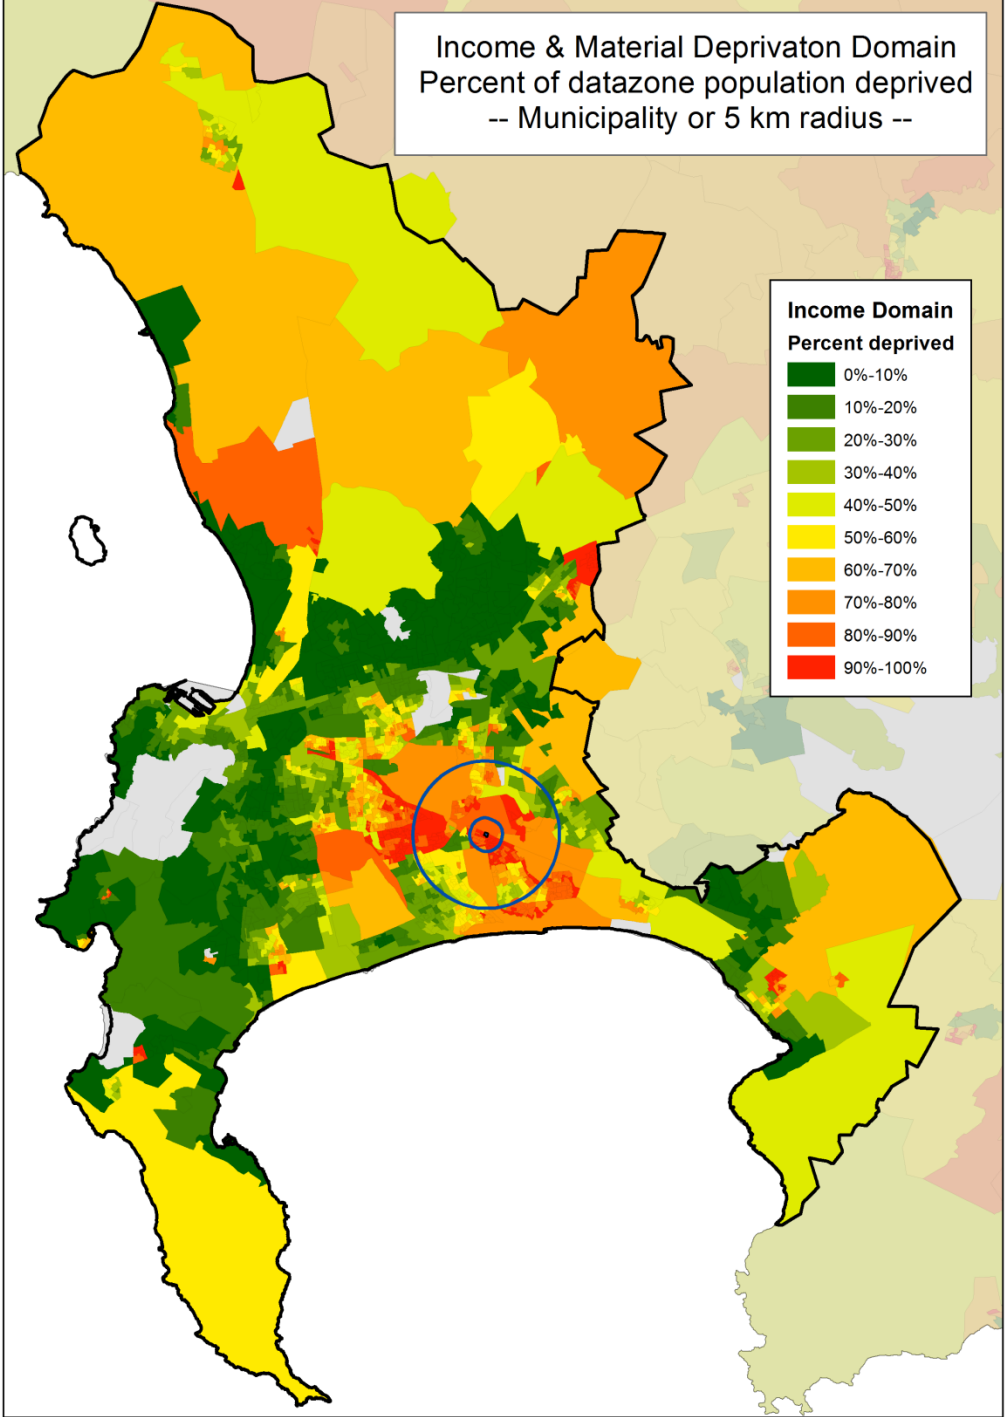 Income & Material Deprivaton Domain
Percent of datazone population deprived
-- Municipality or 5 km radius --
Income Domain
Percent deprived
0%-10%
10%-20%
20%-30%
30%-40%
40%-50%
50%-60%
60%-70%
70%-80%
80%-90%
90%-100%